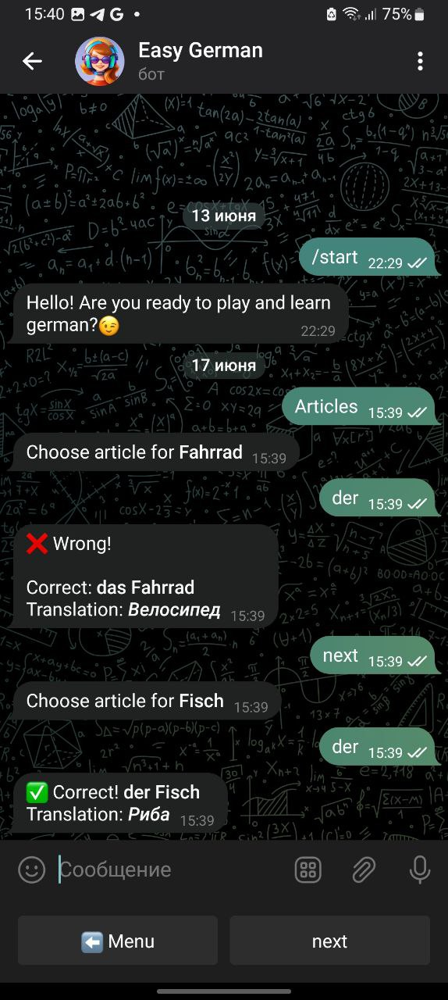 15:40 75%
Easy German
бот
13 июня
/start 22:29
Hello! Are you ready to play and learn
german?😉 22:29
17 июня
Articles 15:39
Choose article for Fahrrad 15:39
der 15:39
❌ Wrong!
Correct: das Fahrrad
Translation: Велосипед 15:39
next 15:39
Choose article for Fisch 15:39
der 15:39
✅ Correct! der Fisch
Translation: Риба 15:39
Сообщение
⬅️ Menu next